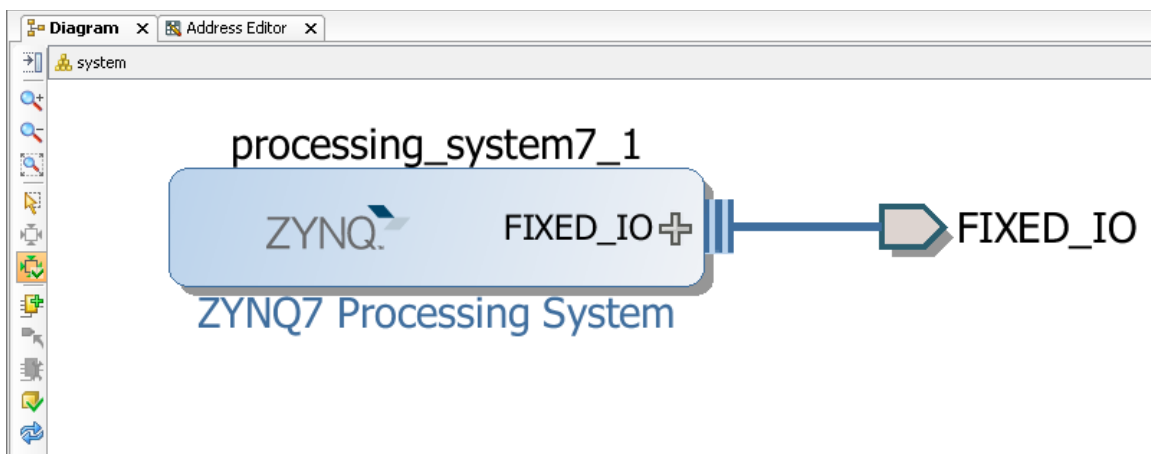 Diagram X Address Editor X
system
processing_system7_1
ZYNQ. FIXED_IO
FIXED_IO
ZYNQ7 Processing System